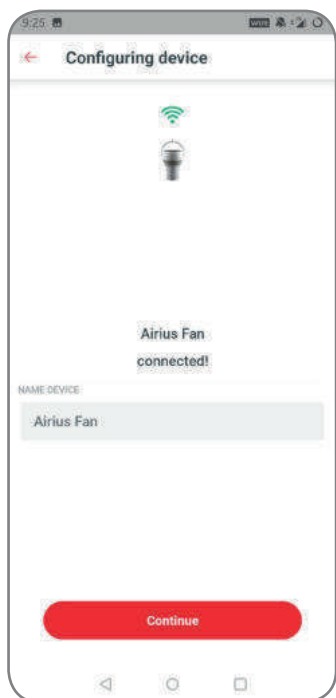 9:25
Configuring device
Airius Fan
connected!
NAME DEVICE
Airius Fan
Continue